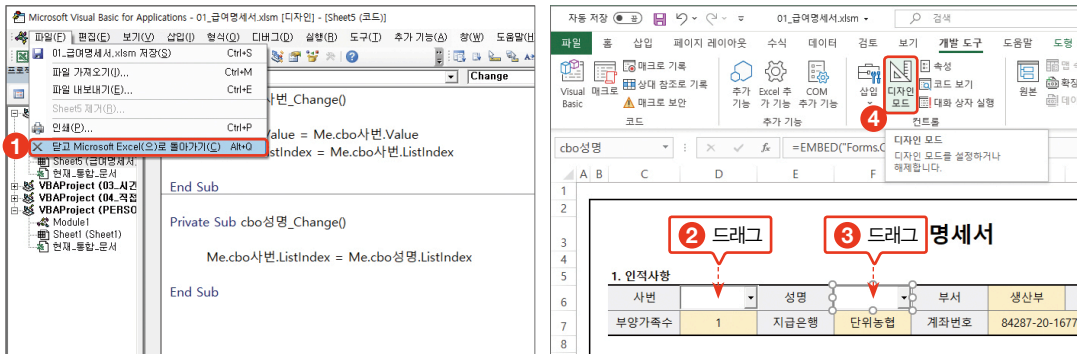 Microsoft Visual Basic for Applications - 01_급여명세서.xlsm [디자인] - [Sheet5 (코드)]
파일(F) 편집(E) 보기(V) 삽입(I) 형식(O) 디버그(D) 실행(R) 도구(T) 추가 기능(A) 창(W) 도움말(H
01_급여명세서.xlsm 저장(S) Ctrl+S
파일 가져오기(I)... Ctrl+M
파일 내보내기(E)... Ctrl+E
Sheet5 제거(R)...
인쇄(P)... Ctrl+P
1 닫고 Microsoft Excel(으)로 돌아가기(C) Alt+Q
Sheet5 (급여명세서.
현재_통합_문서
VBAProject (03_시간
VBAProject (04_직접
VBAProject (PERSO
Module1
Sheet1 (Sheet1)
현재_통합_문서
Change
사번_Change()
Value = Me.cbo사번.Value
istIndex = Me.cbo사번.ListIndex
End Sub
Private Sub cbo성명_Change()
Me.cbo사번.ListIndex = Me.cbo성명.ListIndex
End Sub
자동 저장 01_급여명세서.xlsm 검색
파일 홈 삽입 페이지 레이아웃 수식 데이터 검토 보기 개발 도구 도움말 도형
Visual Basic
매크로
매크로 기록
상대 참조로 기록
매크로 보안
코드
추가 기능
Excel 추가 기능
COM 추가 기능
추가 기능
삽입
디자인 모드
속성
코드 보기
대화 상자 실행
컨트롤
원본
맵 속
확장
데이
4
디자인 모드
디자인 모드를 설정하거나
해제합니다.
cbo성명 fx =EMBED("Forms.C
A B C D E F
1
2
3
4
5
6
7
8
2 드래그 3 드래그 명세서
1. 인적사항
사번 성명 부서 생산부
부양가족수 1 지급은행 단위농협 계좌번호 84287-20-1677